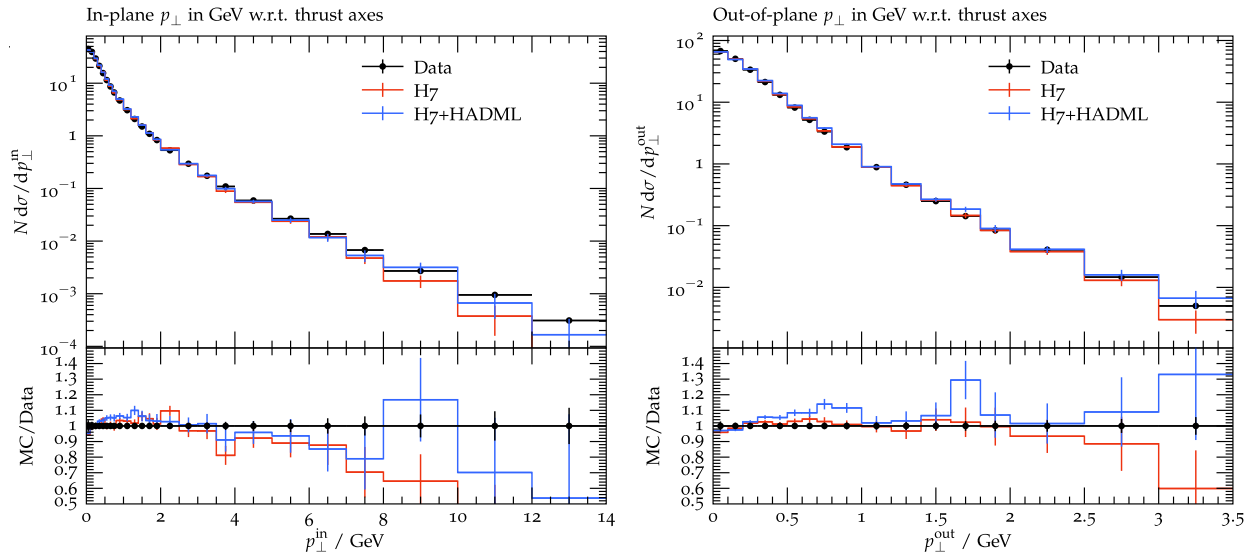 In-plane p⊥ in GeV w.r.t. thrust axes
Data
H7
H7+HADML
N dσ/dp⊥^in
10^1
1
10^−1
10^−2
10^−3
10^−4
1.4
1.3
1.2
1.1
1
0.9
0.8
0.7
0.6
0.5
MC/Data
0 2 4 6 8 10 12 14
p⊥^in / GeV
Out-of-plane p⊥ in GeV w.r.t. thrust axes
Data
H7
H7+HADML
N dσ/dp⊥^out
10^2
10^1
1
10^−1
10^−2
1.4
1.3
1.2
1.1
1
0.9
0.8
0.7
0.6
0.5
MC/Data
0 0.5 1 1.5 2 2.5 3 3.5
p⊥^out / GeV